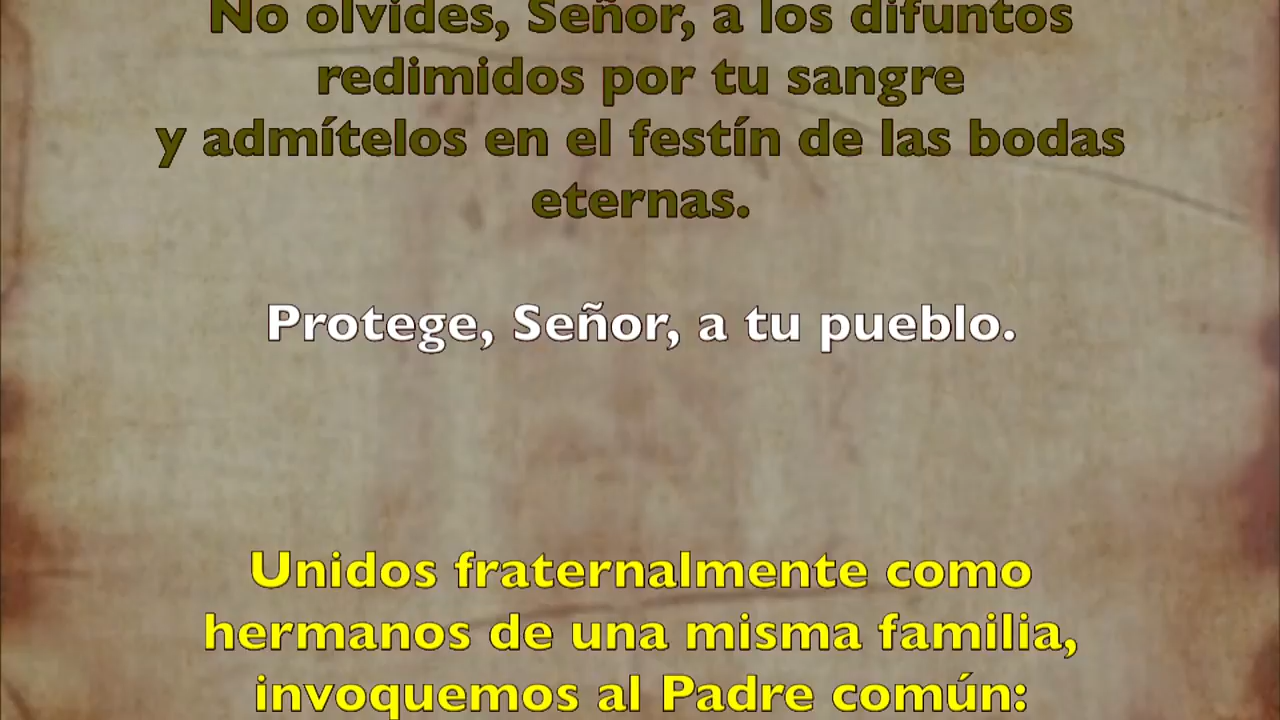 No olvides, Señor, a los difuntos
redimidos por tu sangre
y admítelos en el festín de las bodas
eternas.
Protege, Señor, a tu pueblo.
Unidos fraternalmente como
hermanos de una misma familia,
invoquemos al Padre común: